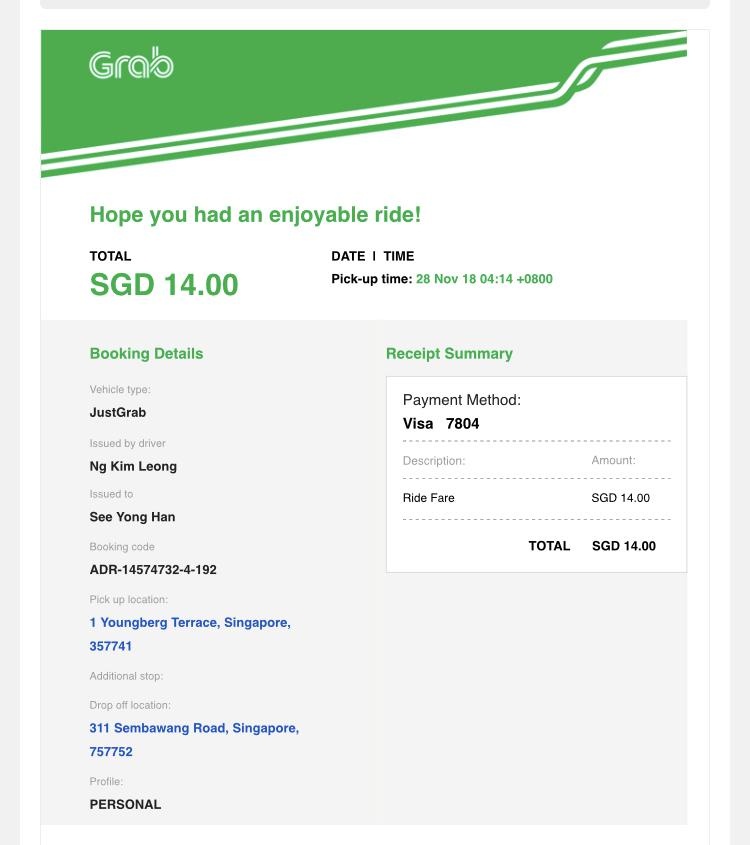 Grab
Hope you had an enjoyable ride!
TOTAL
SGD 14.00
DATE | TIME
Pick-up time: 28 Nov 18 04:14 +0800
Booking Details
Vehicle type:
JustGrab
Issued by driver
Ng Kim Leong
Issued to
See Yong Han
Booking code
ADR-14574732-4-192
Pick up location:
1 Youngberg Terrace, Singapore,
357741
Additional stop:
Drop off location:
311 Sembawang Road, Singapore,
757752
Profile:
PERSONAL
Receipt Summary
Payment Method:
Visa 7804
Description: Amount:
Ride Fare SGD 14.00
TOTAL SGD 14.00